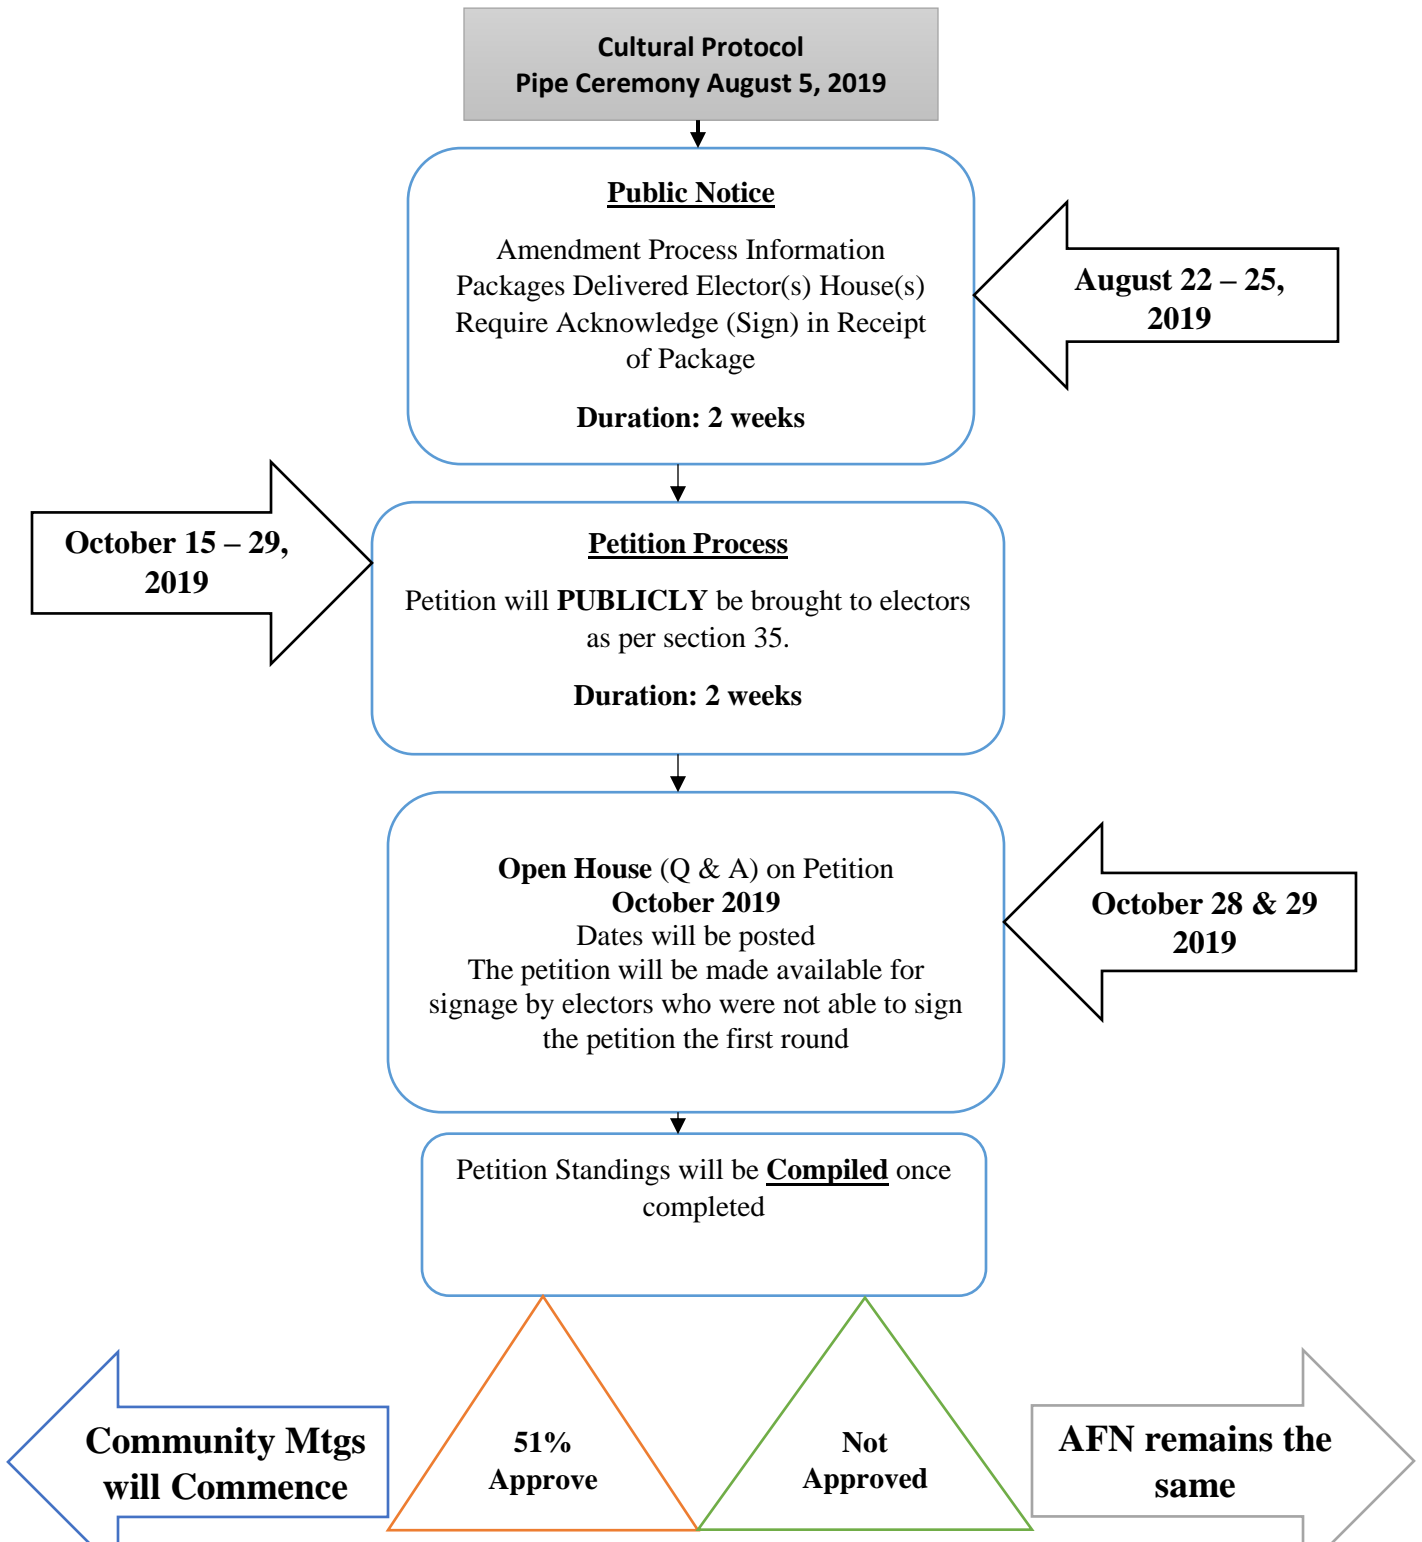 Cultural Protocol
Pipe Ceremony August 5, 2019
Public Notice
Amendment Process Information
Packages Delivered Elector(s) House(s)
Require Acknowledge (Sign) in Receipt
of Package
Duration: 2 weeks
August 22 – 25,
2019
October 15 – 29,
2019
Petition Process
Petition will PUBLICLY be brought to electors
as per section 35.
Duration: 2 weeks
Open House (Q & A) on Petition
October 2019
Dates will be posted
The petition will be made available for
signage by electors who were not able to sign
the petition the first round
October 28 & 29
2019
Petition Standings will be Compiled once
completed
Community Mtgs
will Commence
51%
Approve
Not
Approved
AFN remains the
same